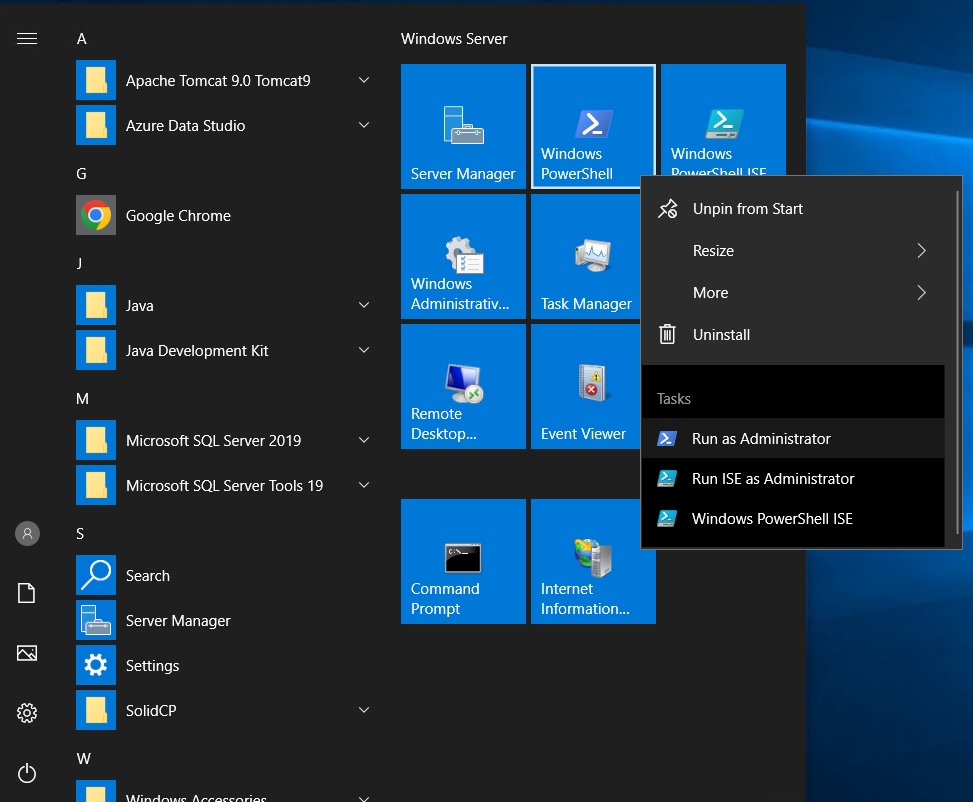 A
Apache Tomcat 9.0 Tomcat9
Azure Data Studio
G
Google Chrome
J
Java
Java Development Kit
M
Microsoft SQL Server 2019
Microsoft SQL Server Tools 19
S
Search
Server Manager
Settings
SolidCP
W
Windows Accessories
Windows Server
Server Manager
Windows
PowerShell
Windows
PowerShell ISE
Windows
Administrativ...
Task Manager
Remote
Desktop...
Event Viewer
Command
Prompt
Internet
Information...
Unpin from Start
Resize
More
Uninstall
Tasks
Run as Administrator
Run ISE as Administrator
Windows PowerShell ISE